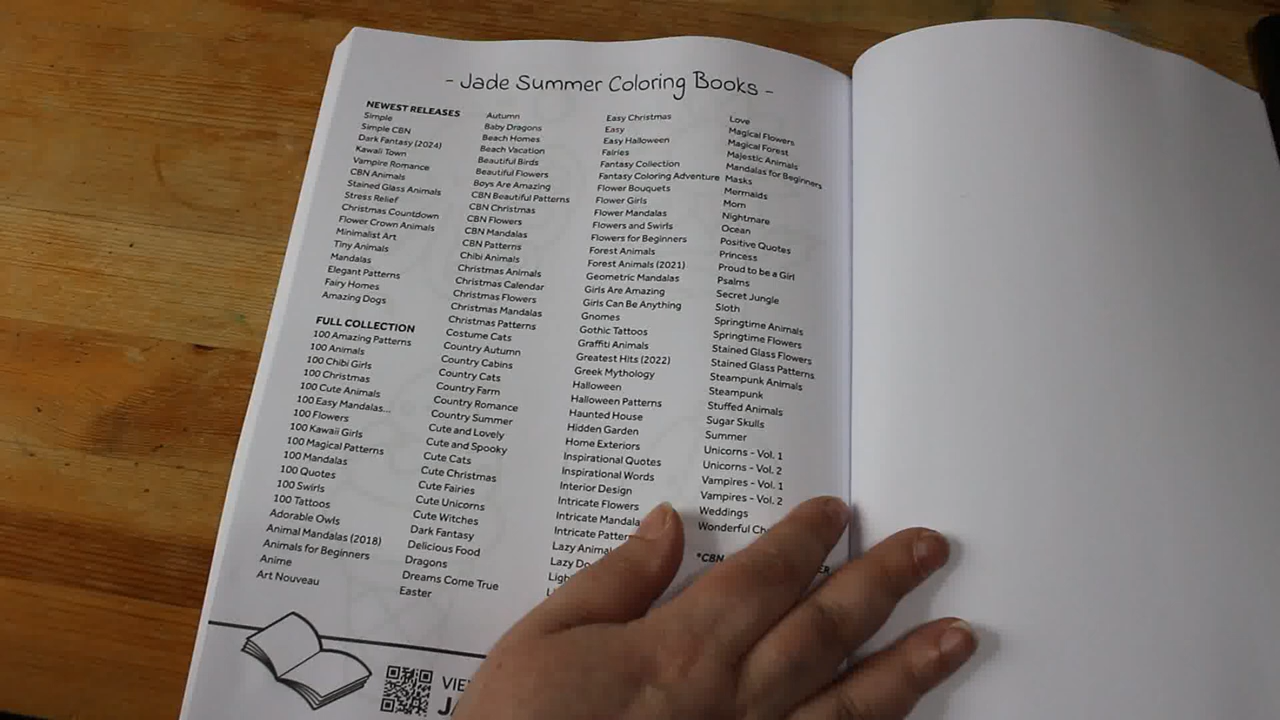 - Jade Summer Coloring Books -
NEWEST RELEASES
Simple
Simple CBN
Dark Fantasy (2024)
Kawaii Town
Vampire Romance
CBN Animals
Stained Glass Animals
Stress Relief
Christmas Countdown
Flower Crown Animals
Minimalist Art
Tiny Animals
Mandalas
Elegant Patterns
Fairy Homes
Amazing Dogs
FULL COLLECTION
100 Amazing Patterns
100 Animals
100 Chibi Girls
100 Christmas
100 Cute Animals
100 Easy Mandalas...
100 Flowers
100 Kawaii Girls
100 Magical Patterns
100 Mandalas
100 Quotes
100 Swirls
100 Tattoos
Adorable Owls
Animal Mandalas (2018)
Animals for Beginners
Anime
Art Nouveau
Autumn
Baby Dragons
Beach Homes
Beach Vacation
Beautiful Birds
Beautiful Flowers
Boys Are Amazing
CBN Beautiful Patterns
CBN Christmas
CBN Flowers
CBN Mandalas
CBN Patterns
Chibi Animals
Christmas Animals
Christmas Calendar
Christmas Flowers
Christmas Mandalas
Christmas Patterns
Costume Cats
Country Autumn
Country Cabins
Country Cats
Country Farm
Country Romance
Country Summer
Cute and Lovely
Cute and Spooky
Cute Cats
Cute Christmas
Cute Fairies
Cute Unicorns
Cute Witches
Dark Fantasy
Delicious Food
Dragons
Dreams Come True
Easter
Easy Christmas
Easy
Easy Halloween
Fairies
Fantasy Collection
Fantasy Coloring Adventure
Flower Bouquets
Flower Girls
Flower Mandalas
Flowers and Swirls
Flowers for Beginners
Forest Animals
Forest Animals (2021)
Geometric Mandalas
Girls Are Amazing
Girls Can Be Anything
Gnomes
Gothic Tattoos
Graffiti Animals
Greatest Hits (2022)
Greek Mythology
Halloween
Halloween Patterns
Haunted House
Hidden Garden
Home Exteriors
Inspirational Quotes
Inspirational Words
Interior Design
Intricate Flowers
Intricate Mandala
Intricate Pattern
Lazy Animal
Lazy Do
Ligh
Love
Magical Flowers
Magical Forest
Majestic Animals
Mandalas for Beginners
Masks
Mermaids
Mom
Nightmare
Ocean
Positive Quotes
Princess
Proud to be a Girl
Psalms
Secret Jungle
Sloth
Springtime Animals
Springtime Flowers
Stained Glass Flowers
Stained Glass Patterns
Steampunk Animals
Steampunk
Stuffed Animals
Sugar Skulls
Summer
Unicorns - Vol. 1
Unicorns - Vol. 2
Vampires - Vol. 1
Vampires - Vol. 2
Weddings
Wonderful Ch
*CBN
VIE